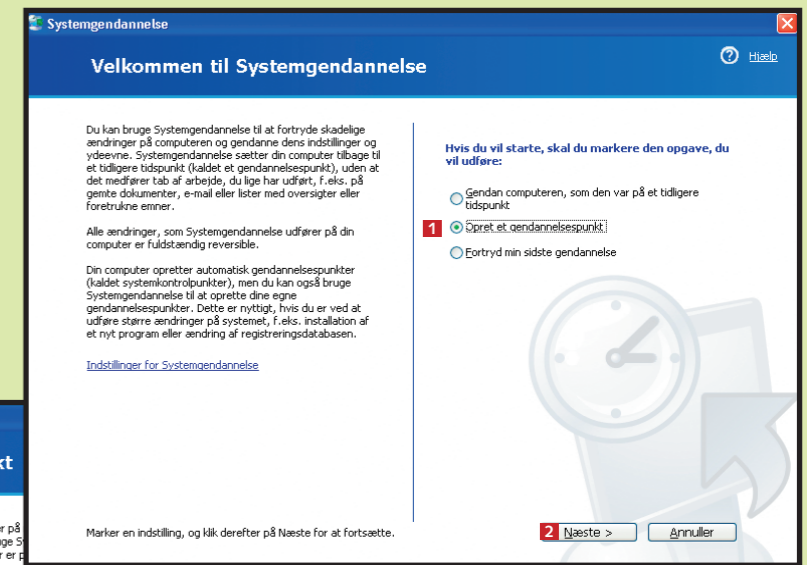 Systemgendannelse
Velkommen til Systemgendannelse
Hjælp
Du kan bruge Systemgendannelse til at fortryde skadelige
ændringer på computeren og gendanne dens indstillinger og
ydeevne. Systemgendannelse sætter din computer tilbage til
et tidligere tidspunkt (kaldet et gendannelsespunkt), uden at
det medfører tab af arbejde, du lige har udført, f.eks. på
gemte dokumenter, e-mail eller lister med oversigter eller
foretrukne emner.
Alle ændringer, som Systemgendannelse udfører på din
computer er fuldstændig reversible.
Din computer opretter automatisk gendannelsespunkter
(kaldet systemkontrolpunkter), men du kan også bruge
Systemgendannelse til at oprette dine egne
gendannelsespunkter. Dette er nyttigt, hvis du er ved at
udføre større ændringer på systemet, f.eks. installation af
et nyt program eller ændring af registreringsdatabasen.
Indstillinger for Systemgendannelse
Marker en indstilling, og klik derefter på Næste for at fortsætte.
Hvis du vil starte, skal du markere den opgave, du
vil udføre:
Gendan computeren, som den var på et tidligere
tidspunkt
1 Opret et gendannelsespunkt
Fortryd min sidste gendannelse
2 Næste >
Annuller
kt
r på
ge S
r er p